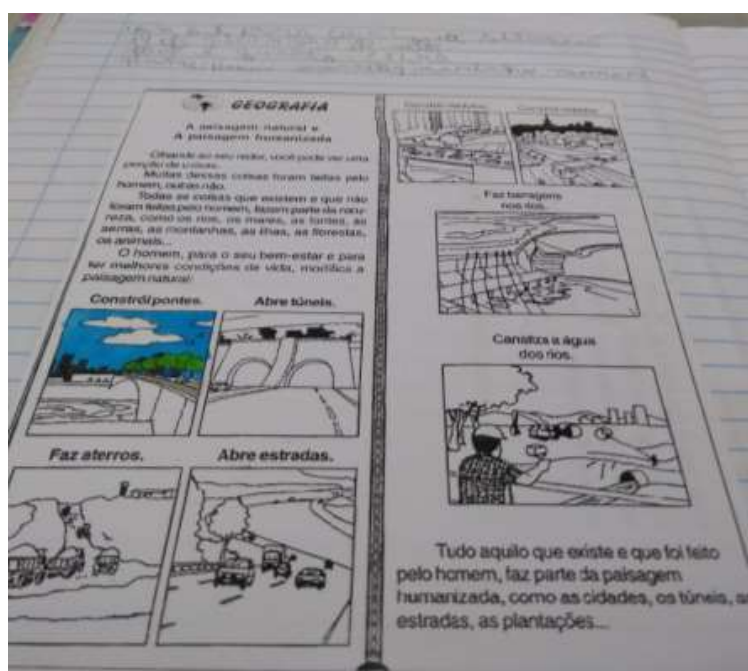 GEOGRAFIA
A paisagem natural e
A paisagem humanizada
Olhando ao seu redor, você pode ver uma
porção de coisas.
Muitas dessas coisas foram feitas pelo
homem, outras não.
Todas as coisas que existem e que não
foram feitas pelo homem, fazem parte da natu-
reza, como os rios, os mares, as fontes, as
serras, as montanhas, as ilhas, as florestas,
os animais...
O homem, para o seu bem-estar e para
ter melhores condições de vida, modifica a
paisagem natural:
Constrói pontes.
Abre túneis.
Faz aterros.
Abre estradas.
Faz barragens
nos rios.
Canaliza a água
dos rios.
Tudo aquilo que existe e que foi feito
pelo homem, faz parte da paisagem
humanizada, como as cidades, os túneis, as
estradas, as plantações...